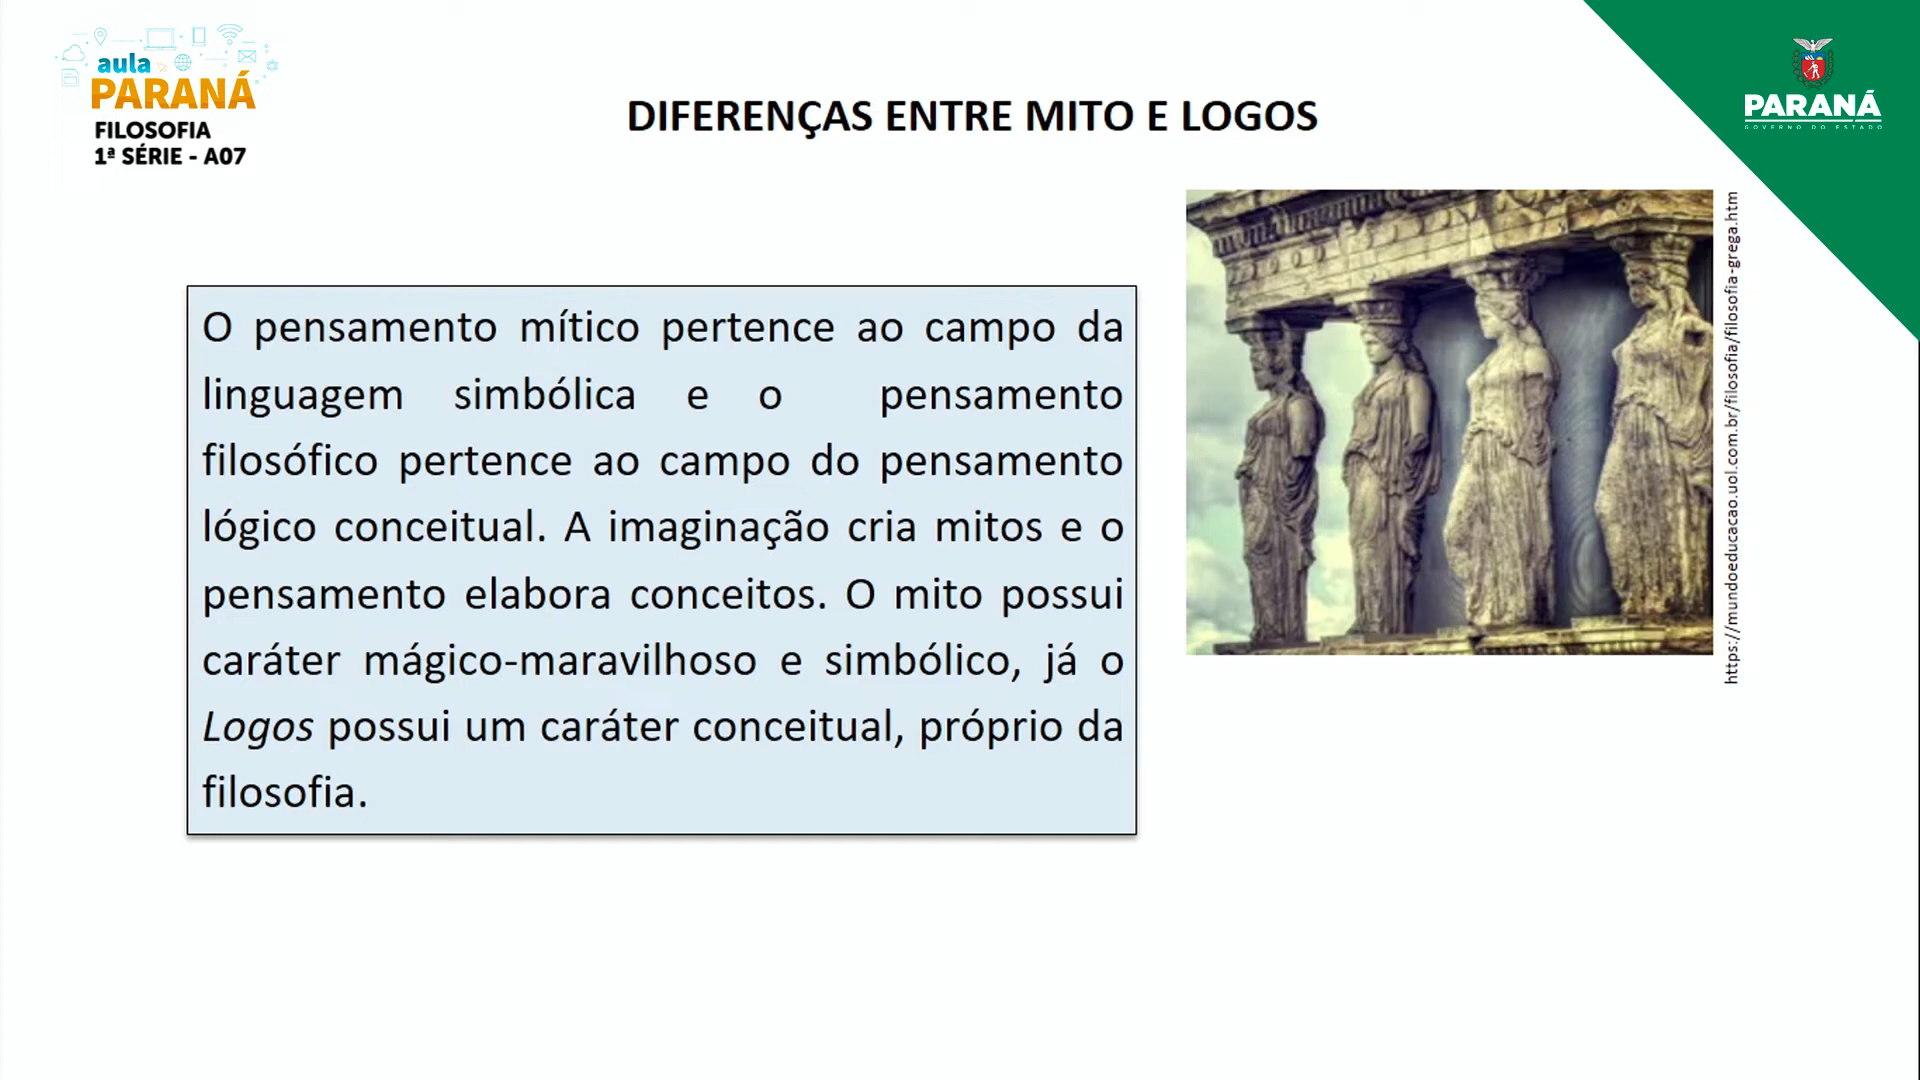 aula
PARANÁ
FILOSOFIA
1ª SÉRIE - A07
DIFERENÇAS ENTRE MITO E LOGOS
PARANÁ
GOVERNO DO ESTADO
O pensamento mítico pertence ao campo da
linguagem simbólica e o pensamento
filosófico pertence ao campo do pensamento
lógico conceitual. A imaginação cria mitos e o
pensamento elabora conceitos. O mito possui
caráter mágico-maravilhoso e simbólico, já o
Logos possui um caráter conceitual, próprio da
filosofia.
https://mundoeducacao.uol.com.br/filosofia/filosofia-grega.htm